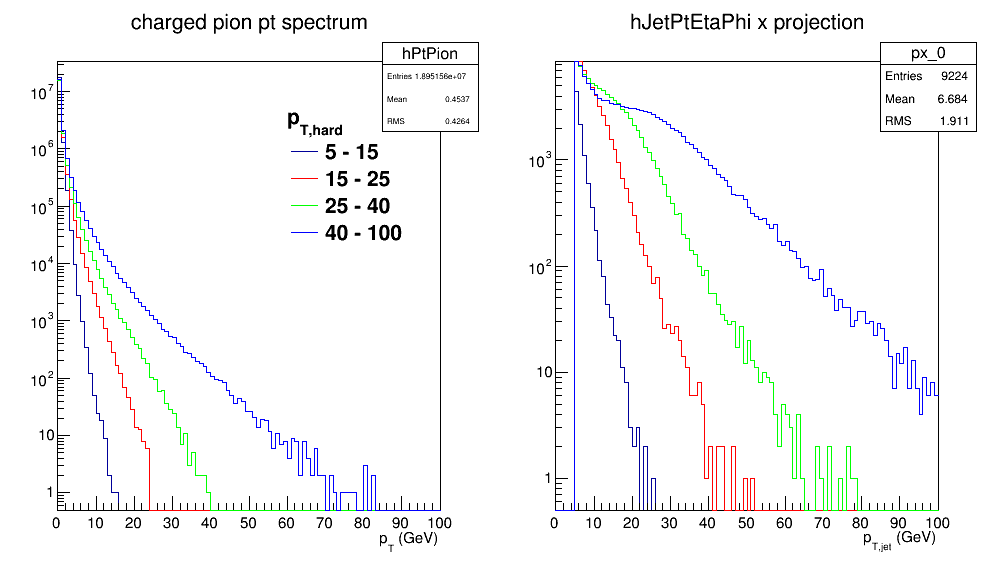 charged pion pt spectrum
hPtPion
Entries 1.895156e+07
Mean 0.4537
RMS 0.4264
p_T,hard
5 - 15
15 - 25
25 - 40
40 - 100
10^7
10^6
10^5
10^4
10^3
10^2
10
1
0 10 20 30 40 50 60 70 80 90 100
p_T (GeV)
hJetPtEtaPhi x projection
px_0
Entries 9224
Mean 6.684
RMS 1.911
10^3
10^2
10
1
0 10 20 30 40 50 60 70 80 90 100
p_T,jet (GeV)